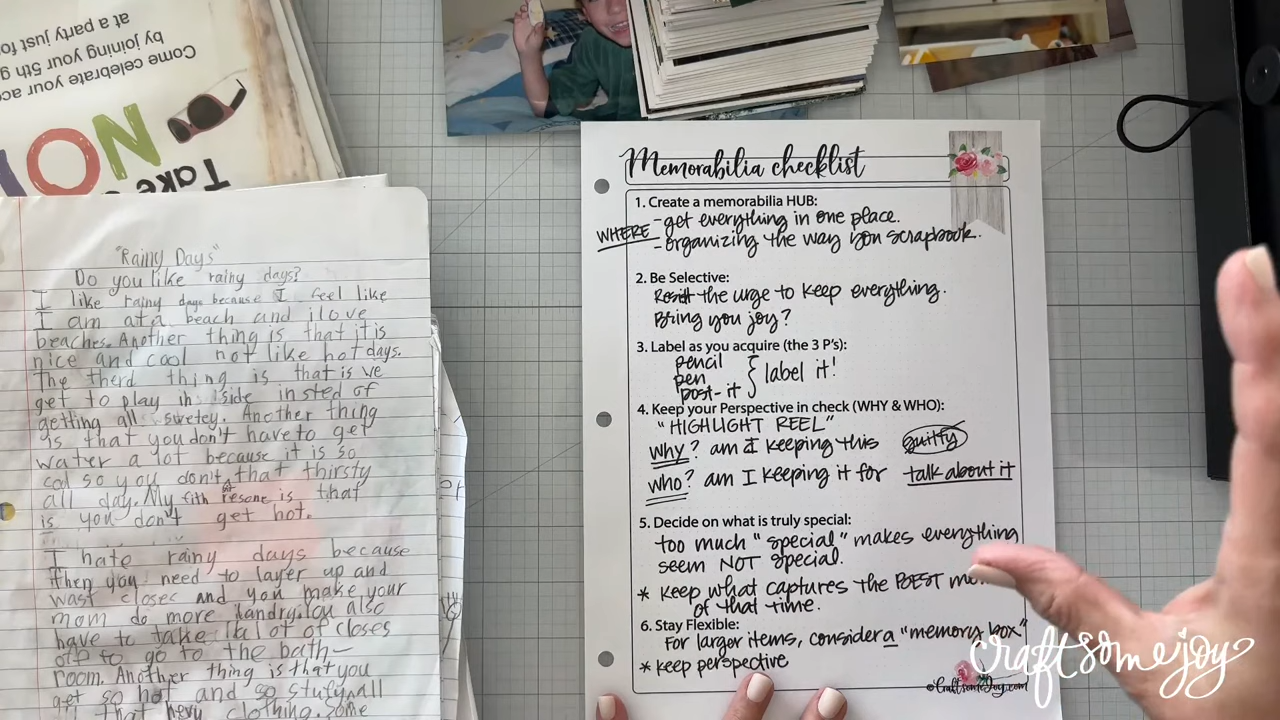 Come celebrate your
by joining your 5th
at a party just fo
NO
Take
"Rainy Days"
Do you like rainy days?
I like rainy days because I feel like
I am ata beach and ilove
beaches. Another thing is that it is
nice and cool not like hot days.
The therd thing is that is ve
get to play in iside insted of
getting all swetey. Another thing
is that you don't have to get
water a lot because it is so
col so you don't that thirsty
all day. My fith resone is that
is you don't get hot.
I hate rainy days because
then you need to layer up and
wast closes and you make your
mom do more landry. You also
have to take a lot of closes
off to go to the bath-
room. Another thing is that you
get so hot and so all
that clothing. Some
Memorabilia checklist
1. Create a memorabilia HUB:
WHERE - get everything in one place.
- organizing the way you scrapbook.
2. Be Selective:
Resist the urge to keep everything.
Bring you joy?
3. Label as you acquire (the 3 P's):
pencil
pen
post-it
label it!
4. Keep your Perspective in check (WHY & WHO):
"HIGHLIGHT REEL"
Why? am I keeping this guilty
who? am I keeping it for talk about it
5. Decide on what is truly special:
too much "special" makes everything
seem NOT special.
* Keep what captures the BEST
of that time.
6. Stay Flexible:
For larger items, consider a "memory box"
* keep perspective
©CraftsomeJoy.com
craftsomejoy